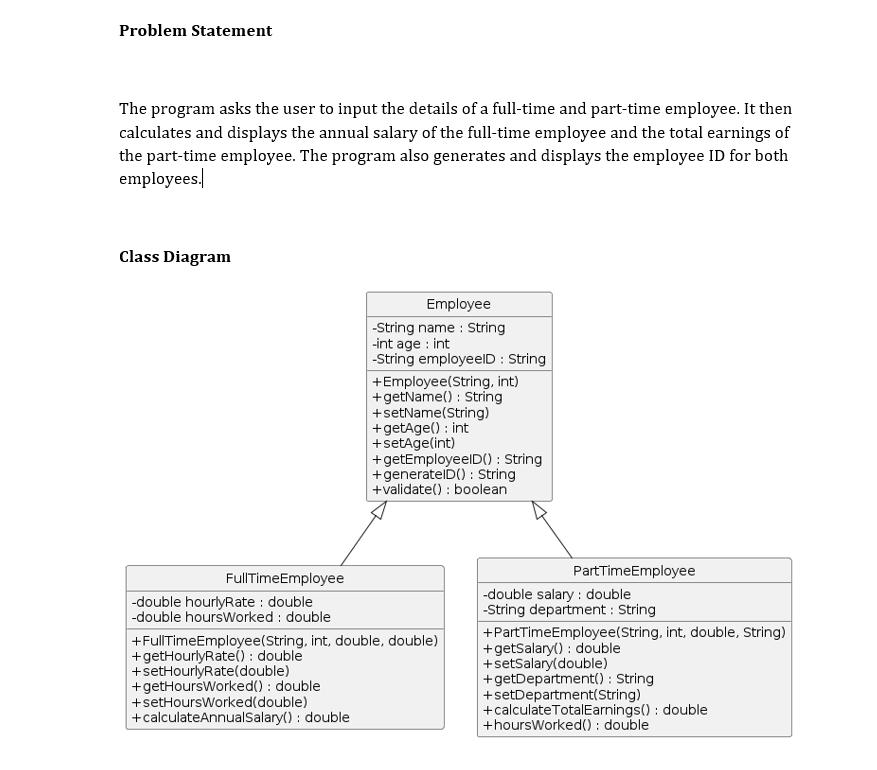 Problem Statement
The program asks the user to input the details of a full-time and part-time employee. It then
calculates and displays the annual salary of the full-time employee and the total earnings of
the part-time employee. The program also generates and displays the employee ID for both
employees.
Class Diagram
Employee
-String name : String
-int age : int
-String employeeID : String
+Employee(String, int)
+getName() : String
+setName(String)
+getAge() : int
+setAge(int)
+getEmployeeID() : String
+generateID() : String
+validate() : boolean
FullTimeEmployee
-double hourlyRate : double
-double hoursWorked : double
+FullTimeEmployee(String, int, double, double)
+getHourlyRate() : double
+setHourlyRate(double)
+getHoursWorked() : double
+setHoursWorked(double)
+calculateAnnualSalary() : double
PartTimeEmployee
-double salary : double
-String department : String
+PartTimeEmployee(String, int, double, String)
+getSalary() : double
+setSalary(double)
+getDepartment() : String
+setDepartment(String)
+calculateTotalEarnings() : double
+hoursWorked() : double